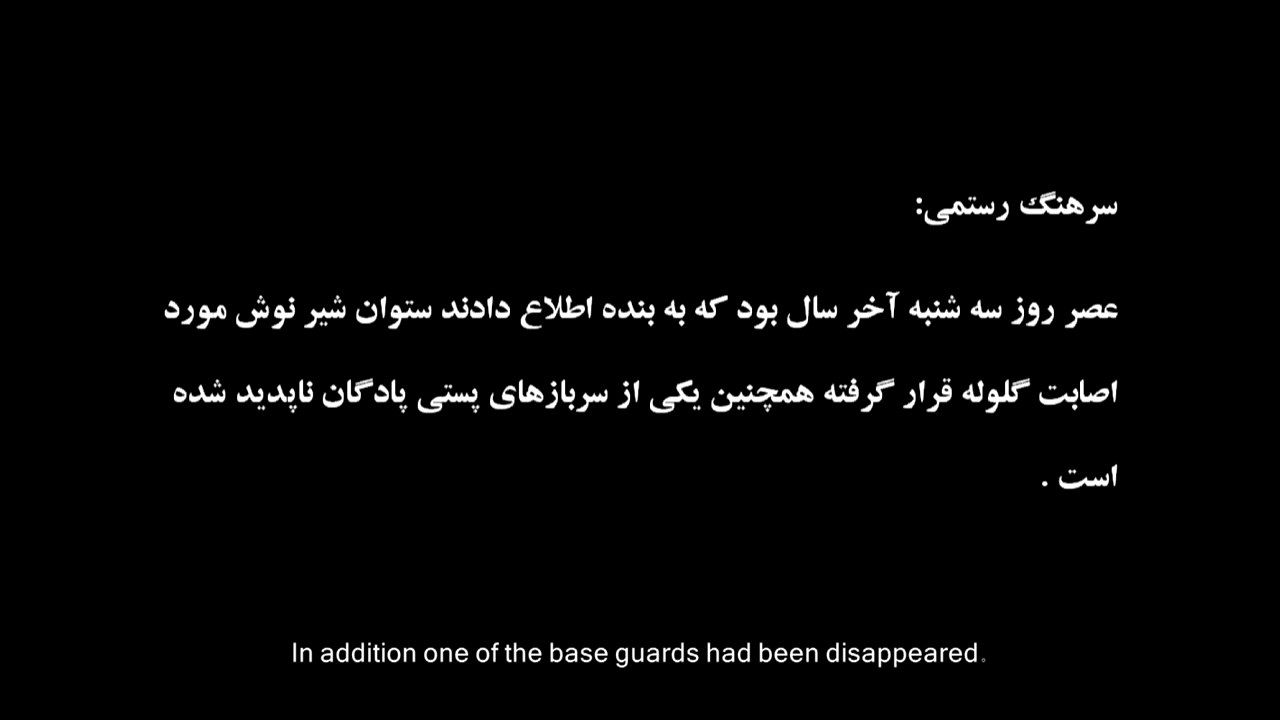 سرهنگ رستمی:
عصر روز سه شنبه آخر سال بود که به بنده اطلاع دادند ستوان شیر نوش مورد
اصابت گلوله قرار گرفته همچنین یکی از سربازهای پستی پادگان ناپدید شده
است .
In addition one of the base guards had been disappeared.